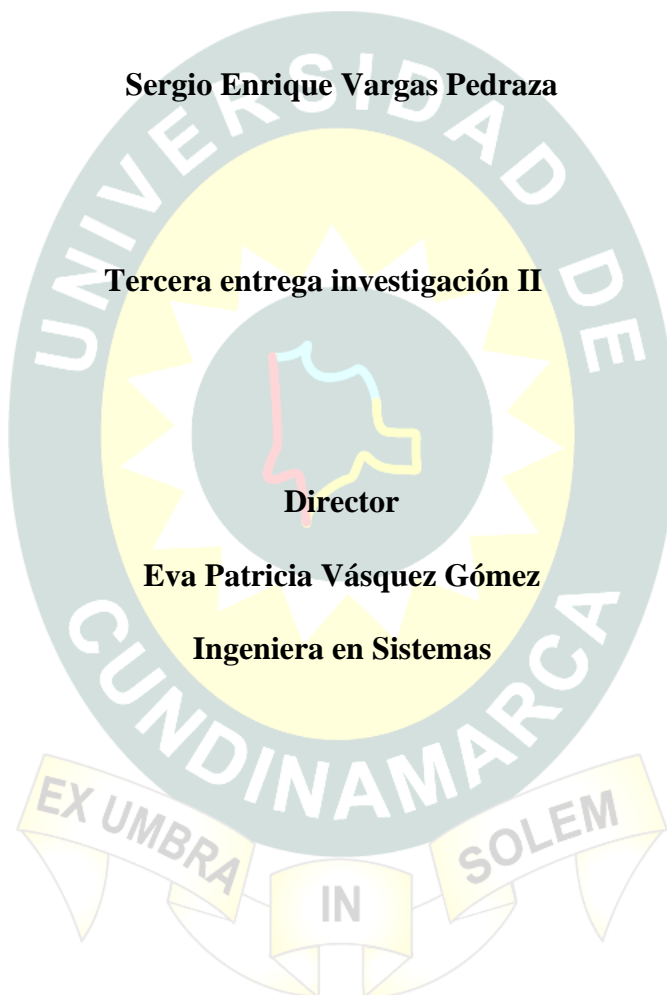 Sergio Enrique Vargas Pedraza
UNIVERSIDAD DE
Tercera entrega investigación II
Director
Eva Patricia Vásquez Gómez
Ingeniera en Sistemas
CUNDINAMARCA
EX UMBRA
IN
SOLEM